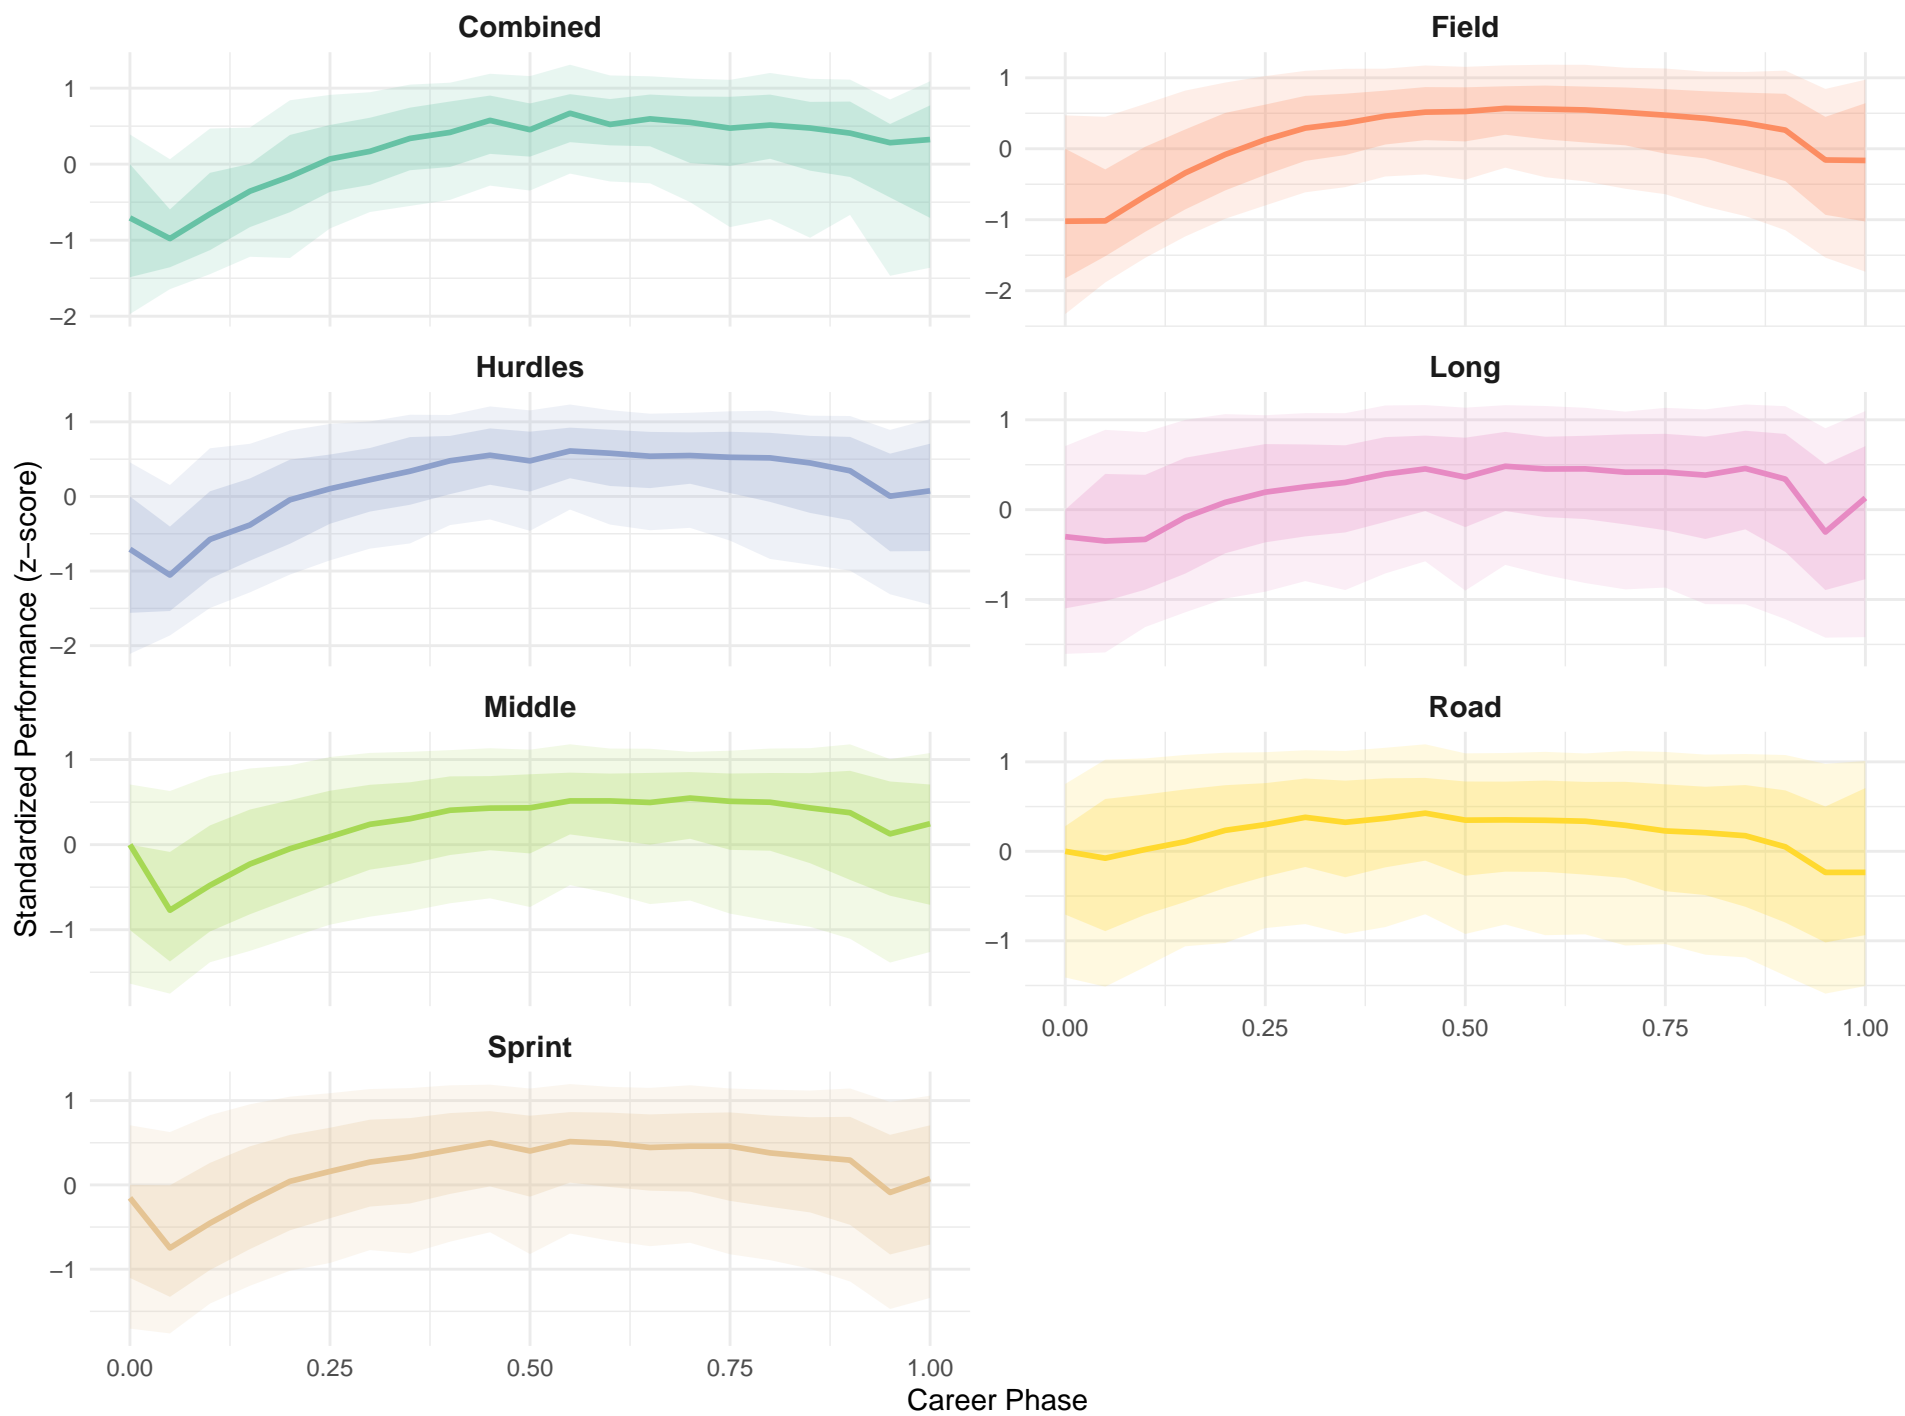 Combined
Field
1
0
−1
−2
1
0
−1
−2
Hurdles
Long
1
0
−1
−2
1
0
−1
Standardized Performance (z−score)
Middle
Road
1
0
−1
1
0
−1
0.00 0.25 0.50 0.75 1.00
Sprint
1
0
−1
0.00 0.25 0.50 0.75 1.00
Career Phase